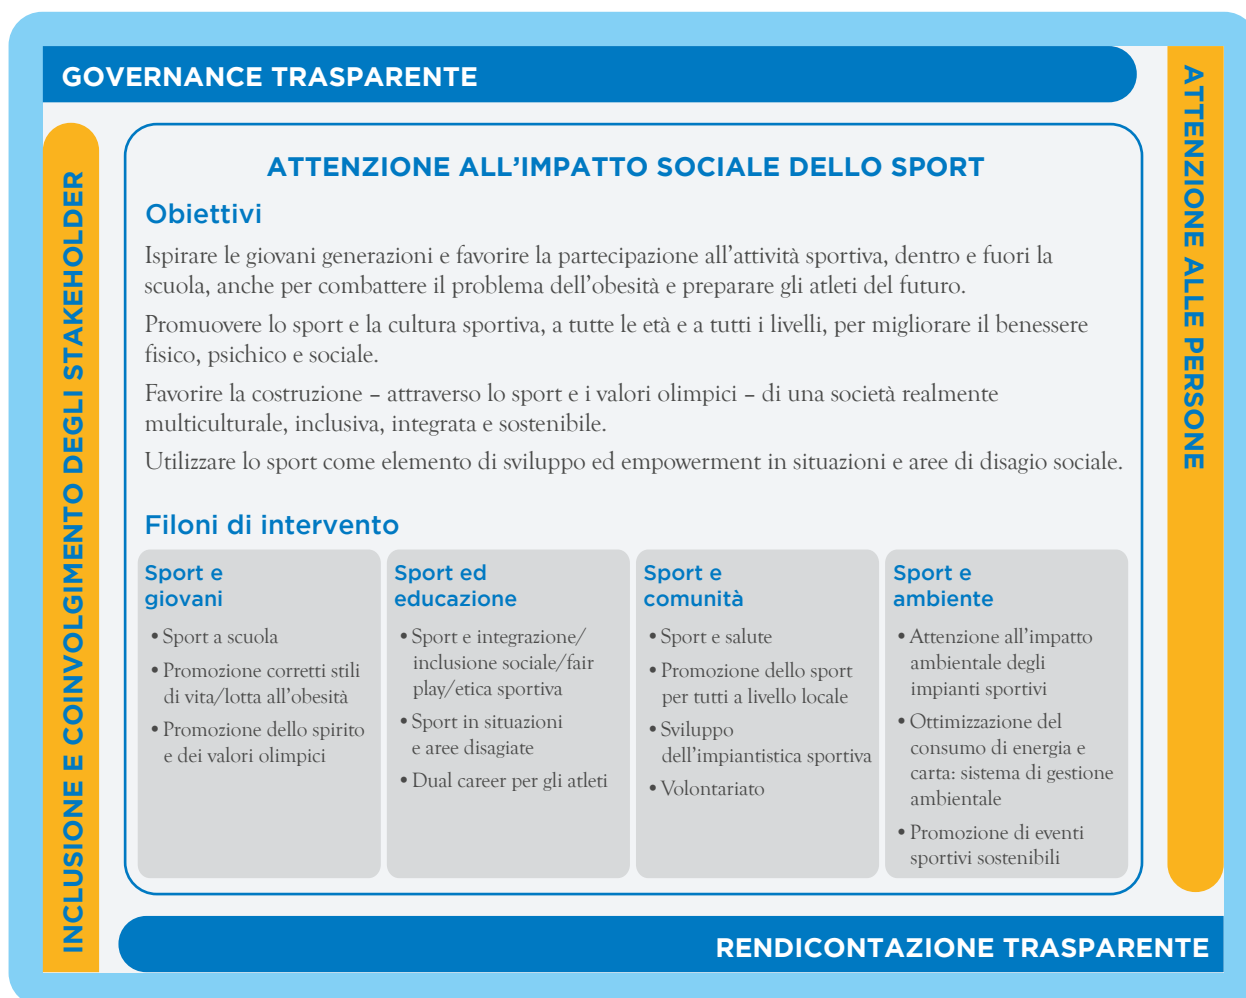 GOVERNANCE TRASPARENTE
ATTENZIONE ALLE PERSONE
INCLUSIONE E COINVOLGIMENTO DEGLI STAKEHOLDER
ATTENZIONE ALL’IMPATTO SOCIALE DELLO SPORT
Obiettivi
Ispirare le giovani generazioni e favorire la partecipazione all’attività sportiva, dentro e fuori la
scuola, anche per combattere il problema dell’obesità e preparare gli atleti del futuro.
Promuovere lo sport e la cultura sportiva, a tutte le età e a tutti i livelli, per migliorare il benessere
fisico, psichico e sociale.
Favorire la costruzione – attraverso lo sport e i valori olimpici – di una società realmente
multiculturale, inclusiva, integrata e sostenibile.
Utilizzare lo sport come elemento di sviluppo ed empowerment in situazioni e aree di disagio sociale.
Filoni di intervento
Sport e
giovani
• Sport a scuola
• Promozione corretti stili
di vita/lotta all’obesità
• Promozione dello spirito
e dei valori olimpici
Sport ed
educazione
• Sport e integrazione/
inclusione sociale/fair
play/etica sportiva
• Sport in situazioni
e aree disagiate
• Dual career per gli atleti
Sport e
comunità
• Sport e salute
• Promozione dello sport
per tutti a livello locale
• Sviluppo
dell’impiantistica sportiva
• Volontariato
Sport e
ambiente
• Attenzione all’impatto
ambientale degli
impianti sportivi
• Ottimizzazione del
consumo di energia e
carta: sistema di gestione
ambientale
• Promozione di eventi
sportivi sostenibili
RENDICONTAZIONE TRASPARENTE